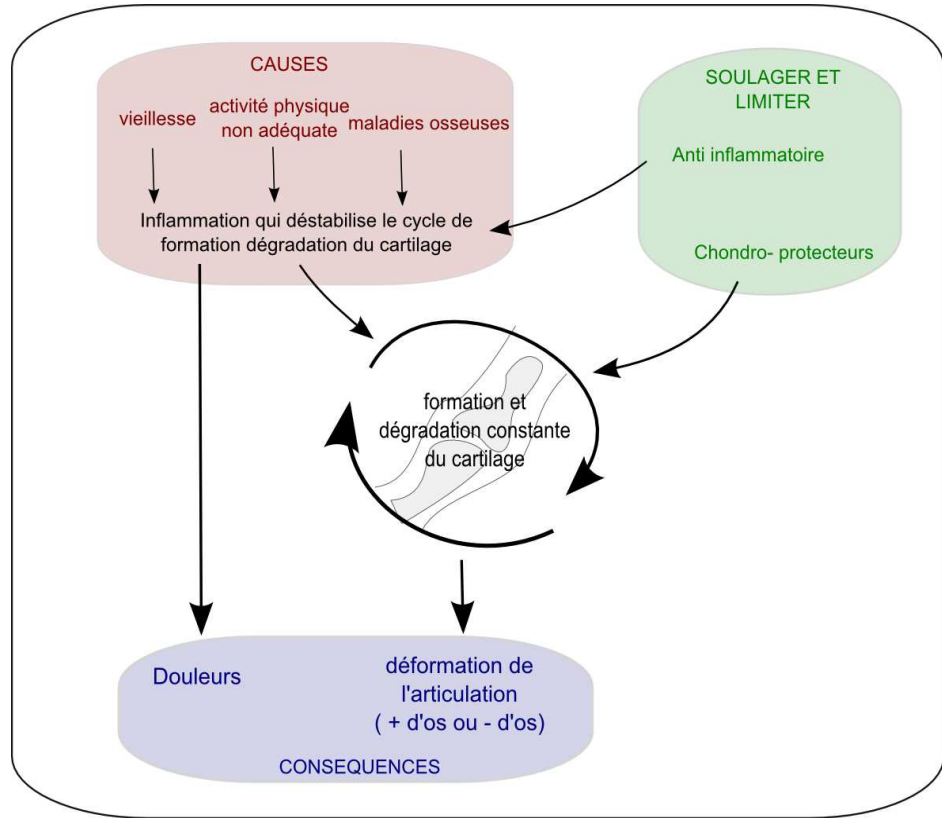 CAUSES
vieillesse
activité physique
non adéquate
maladies osseuses
Inflammation qui déstabilise le cycle de
formation dégradation du cartilage
SOULAGER ET
LIMITER
Anti inflammatoire
Chondro- protecteurs
formation et
dégradation constante
du cartilage
Douleurs
déformation de
l'articulation
( + d'os ou - d'os)
CONSEQUENCES